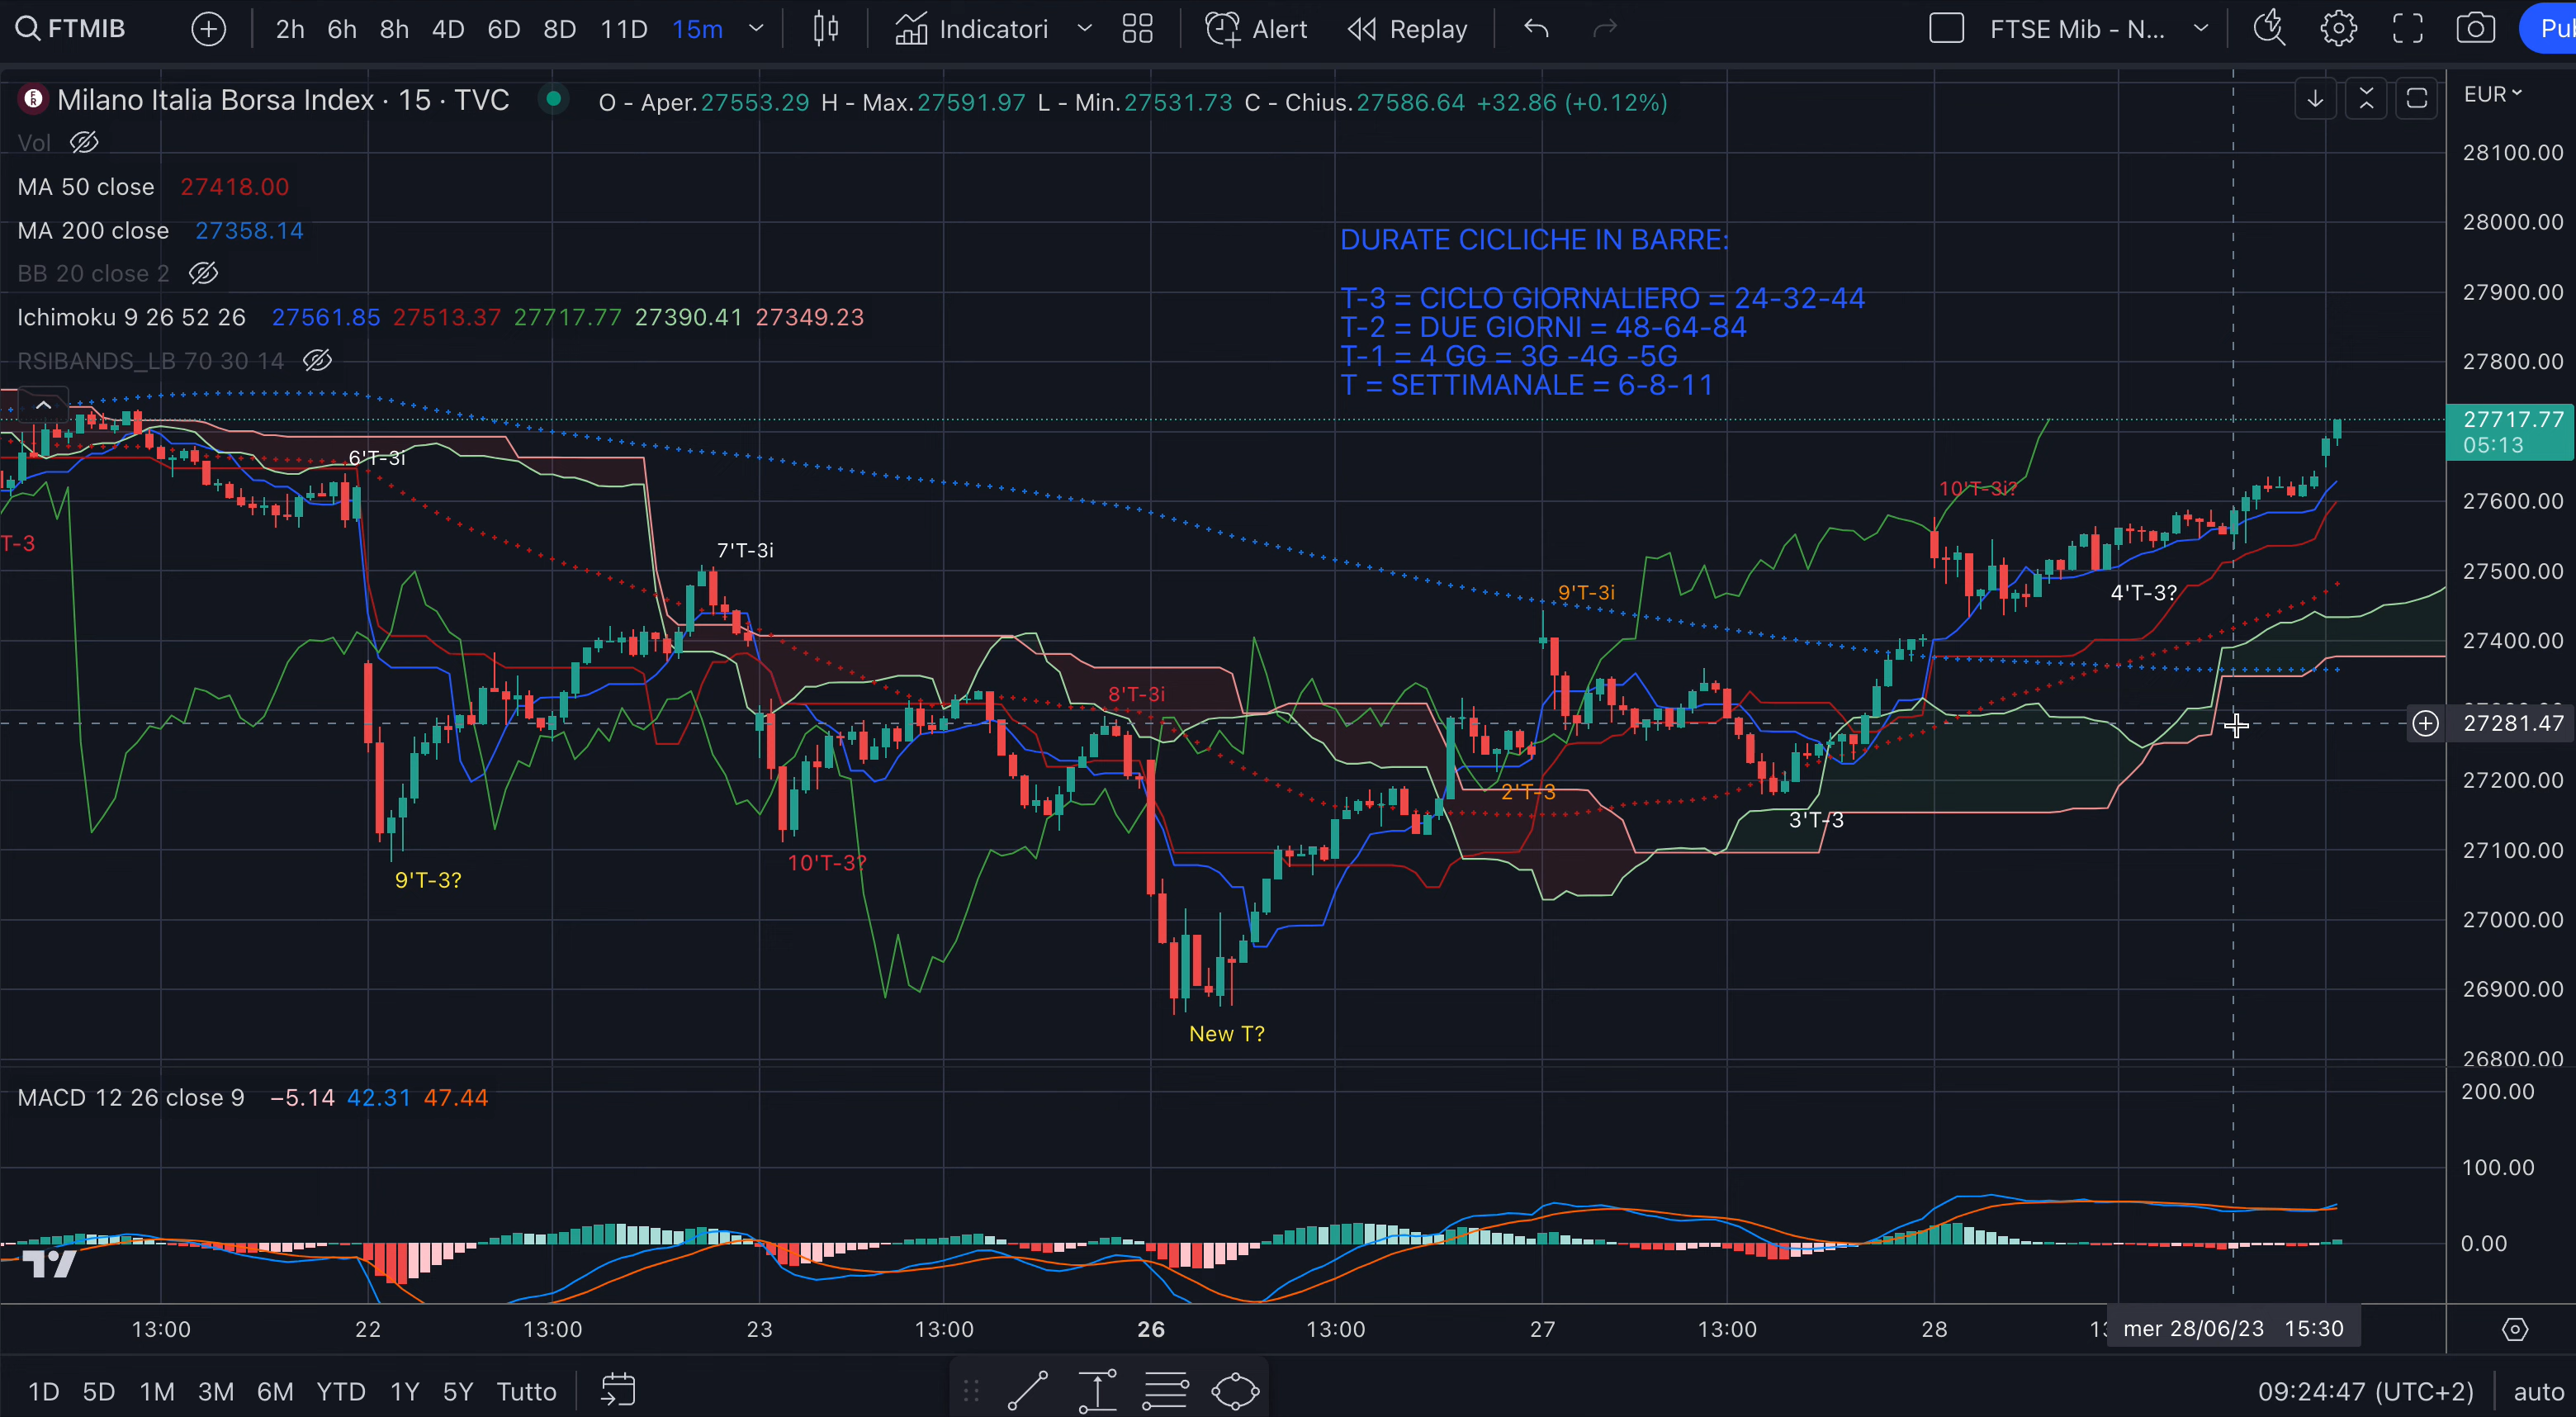 FTMIB 2h 6h 8h 4D 6D 8D 11D 15m Indicatori Alert Replay FTSE Mib - N... Pub
Milano Italia Borsa Index · 15 · TVC O - Aper.27553.29 H - Max.27591.97 L - Min.27531.73 C - Chius.27586.64 +32.86 (+0.12%)
EUR
Vol
MA 50 close 27418.00
MA 200 close 27358.14
BB 20 close 2
Ichimoku 9 26 52 26 27561.85 27513.37 27717.77 27390.41 27349.23
RSIBANDS_LB 70 30 14
DURATE CICLICHE IN BARRE:
T-3 = CICLO GIORNALIERO = 24-32-44
T-2 = DUE GIORNI = 48-64-84
T-1 = 4 GG = 3G -4G -5G
T = SETTIMANALE = 6-8-11
28100.00
28000.00
27900.00
27800.00
27717.77
05:13
27600.00
27500.00
27400.00
27281.47
27200.00
27100.00
27000.00
26900.00
26800.00
6'T-3i
10'T-3i?
T-3
7'T-3i
9'T-3i
4'T-3?
8'T-3i
2'T-3
3'T-3
10'T-3?
9'T-3?
New T?
MACD 12 26 close 9 −5.14 42.31 47.44
200.00
100.00
0.00
13:00 22 13:00 23 13:00 26 13:00 27 13:00 28 mer 28/06/23 15:30
1D 5D 1M 3M 6M YTD 1Y 5Y Tutto
09:24:47 (UTC+2) auto